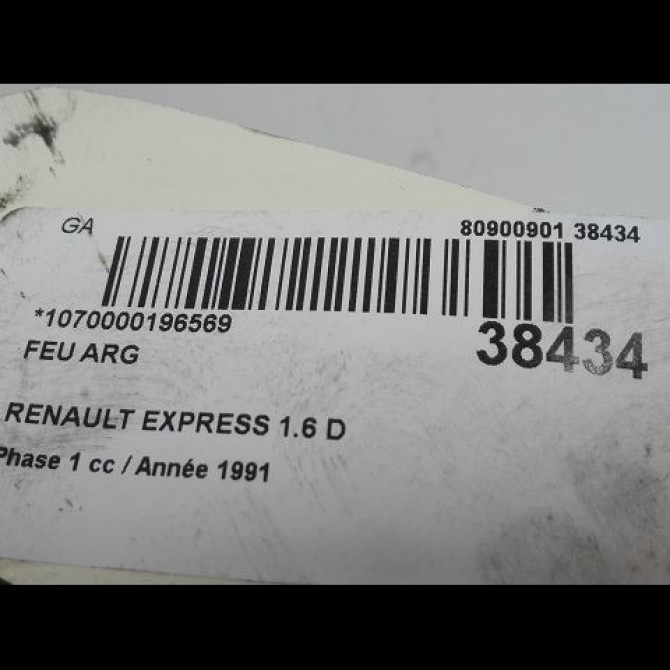 GA
80900901 38434
*1070000196569
38434
FEU ARG
RENAULT EXPRESS 1.6 D
Phase 1 cc / Année 1991